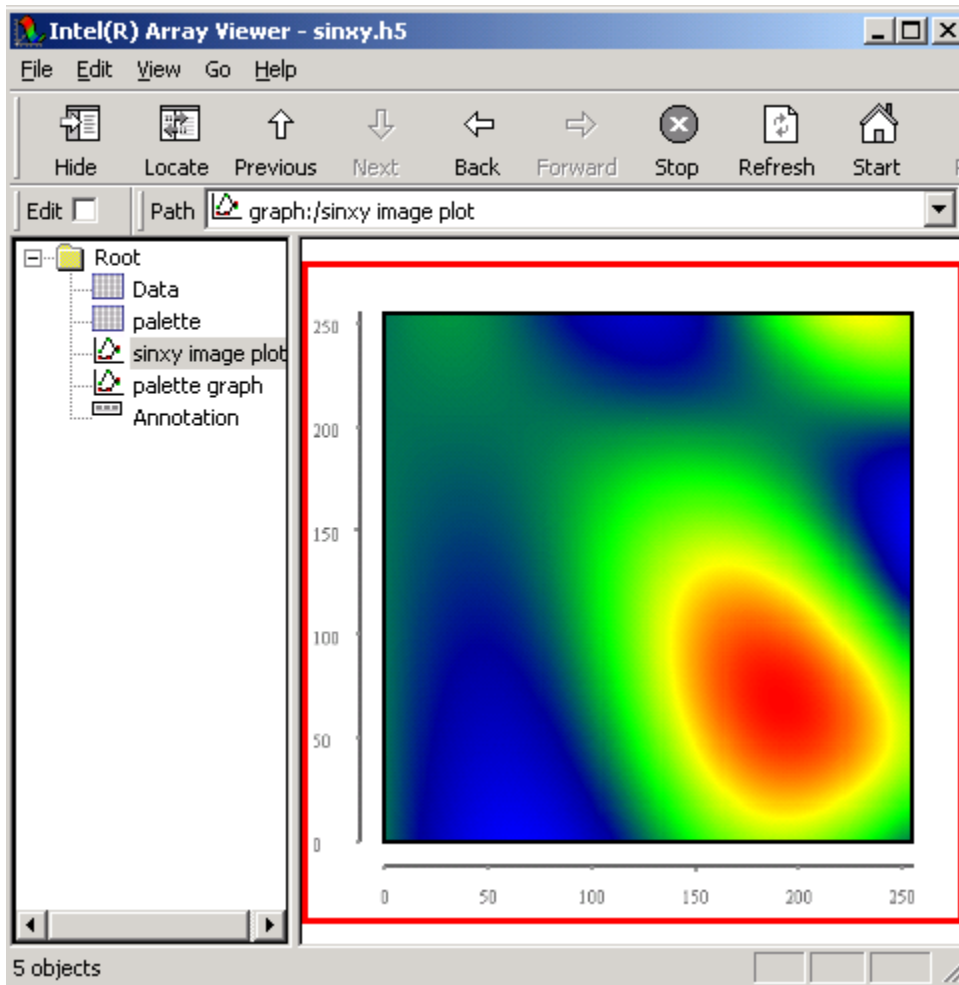 Intel(R) Array Viewer - sinxy.h5
File Edit View Go Help
Hide Locate Previous Next Back Forward Stop Refresh Start
Edit Path graph:/sinxy image plot
Root
Data
palette
sinxy image plot
palette graph
Annotation
250
200
150
100
50
0
0 50 100 150 200 250
5 objects